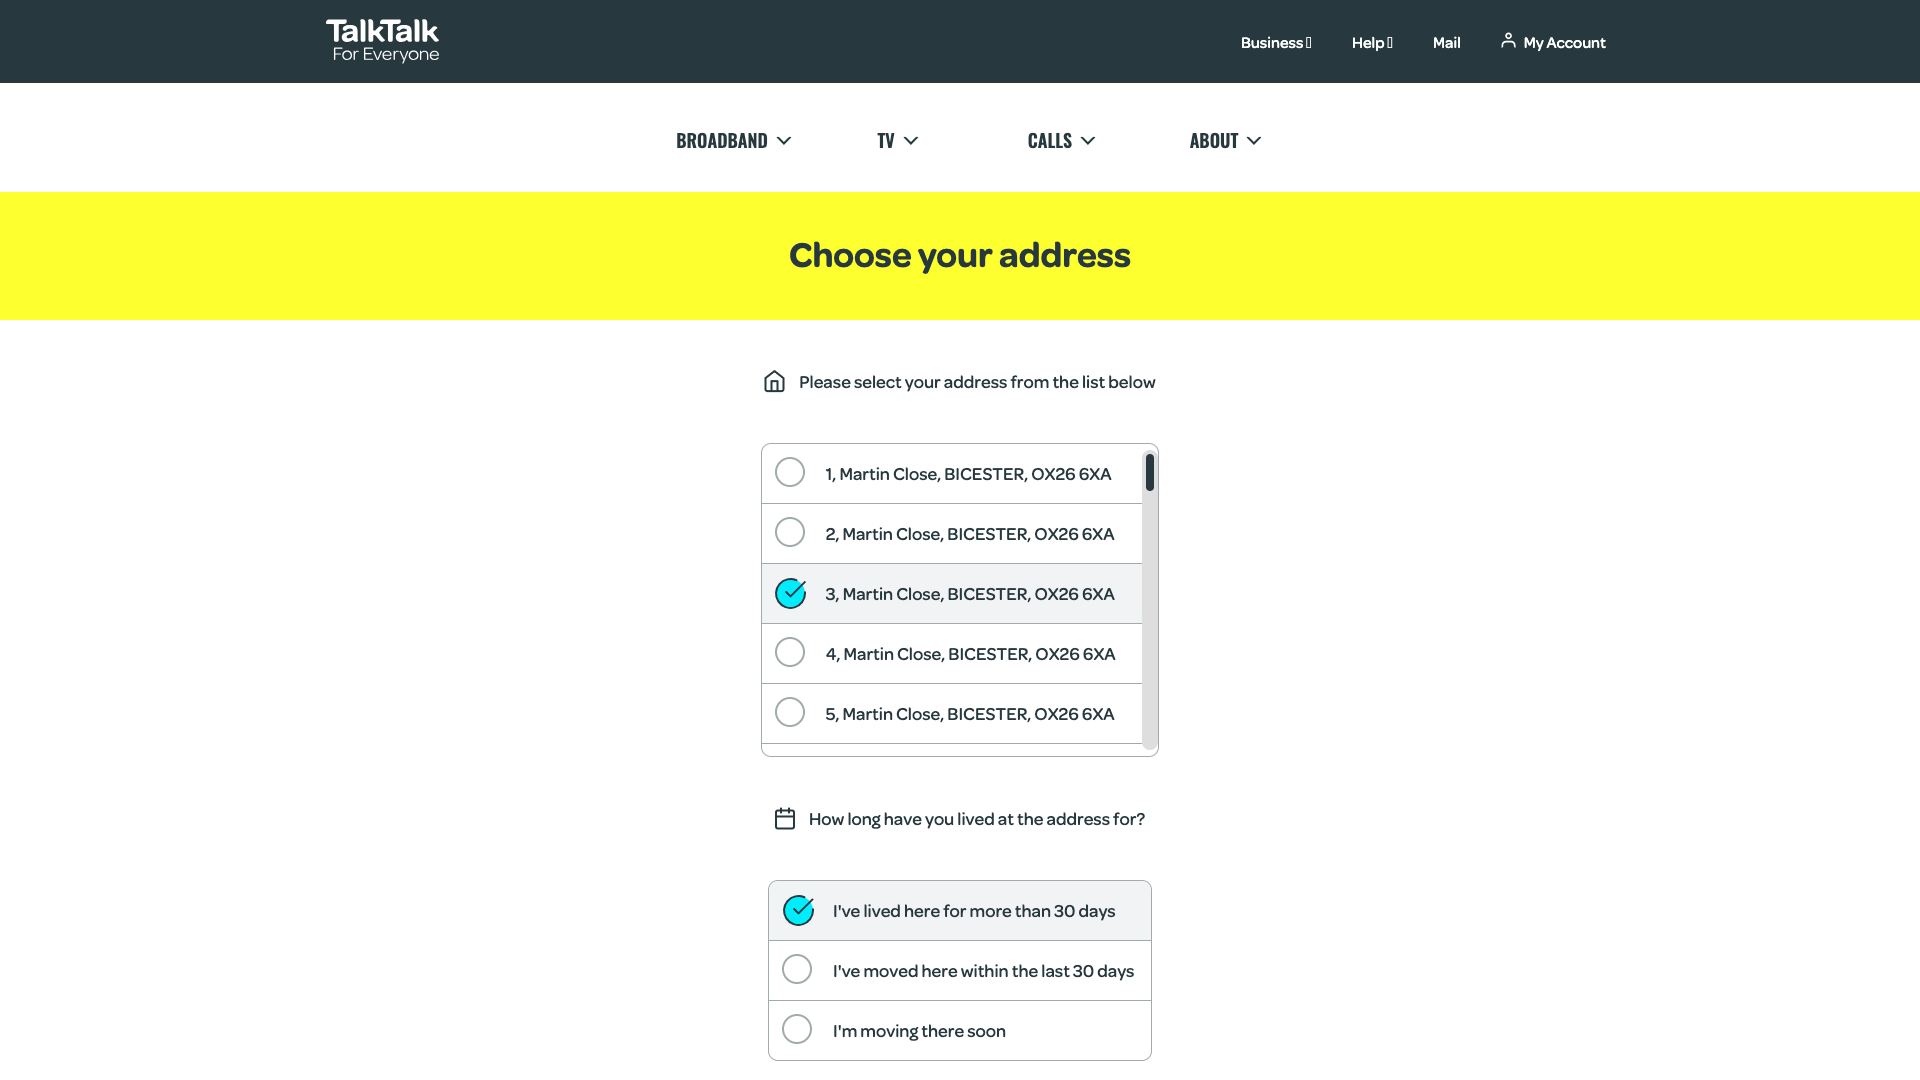 TalkTalk
For Everyone
Business
Help
Mail
My Account
BROADBAND
TV
CALLS
ABOUT
Choose your address
Please select your address from the list below
1, Martin Close, BICESTER, OX26 6XA
2, Martin Close, BICESTER, OX26 6XA
3, Martin Close, BICESTER, OX26 6XA
4, Martin Close, BICESTER, OX26 6XA
5, Martin Close, BICESTER, OX26 6XA
How long have you lived at the address for?
I've lived here for more than 30 days
I've moved here within the last 30 days
I'm moving there soon